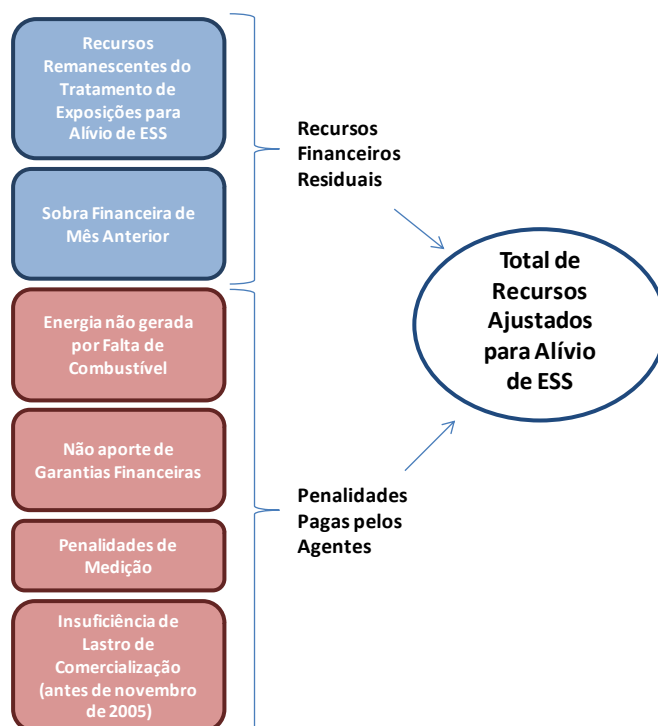 Recursos
Remanescentes do
Tratamento de
Exposições para
Alívio de ESS
Sobra Financeira de
Mês Anterior
Recursos
Financeiros
Residuais
Energia não gerada
por Falta de
Combustível
Não aporte de
Garantias Financeiras
Penalidades de
Medição
Insuficiência de
Lastro de
Comercialização
(antes de novembro
de 2005)
Penalidades
Pagas pelos
Agentes
Total de
Recursos
Ajustados
para Alívio
de ESS